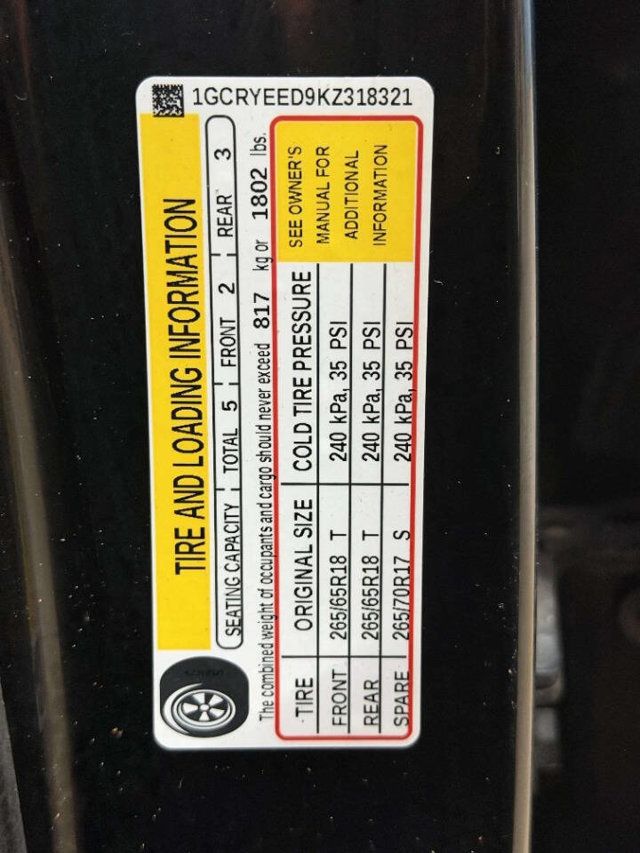 1GCRYEED9KZ318321
TIRE AND LOADING INFORMATION
SEATING CAPACITY TOTAL 5 FRONT 2 REAR 3
The combined weight of occupants and cargo should never exceed 817 kg or 1802 lbs.
TIRE ORIGINAL SIZE COLD TIRE PRESSURE
FRONT 265/65R18 T 240 kPa, 35 PSI
REAR 265/65R18 T 240 kPa, 35 PSI
SPARE 265/70R17 S 240 kPa, 35 PSI
SEE OWNER'S
MANUAL FOR
ADDITIONAL
INFORMATION